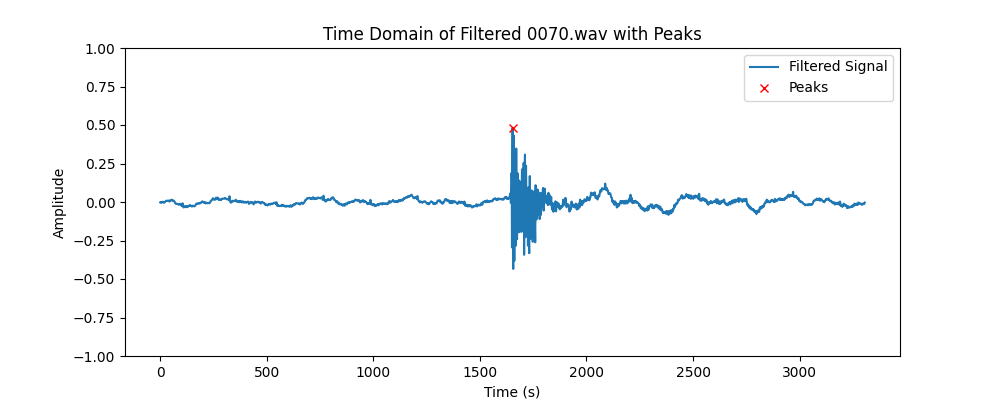 Time Domain of Filtered 0070.wav with Peaks
1.00
0.75
0.50
0.25
0.00
−0.25
−0.50
−0.75
−1.00
Amplitude
Filtered Signal
Peaks
0 500 1000 1500 2000 2500 3000
Time (s)